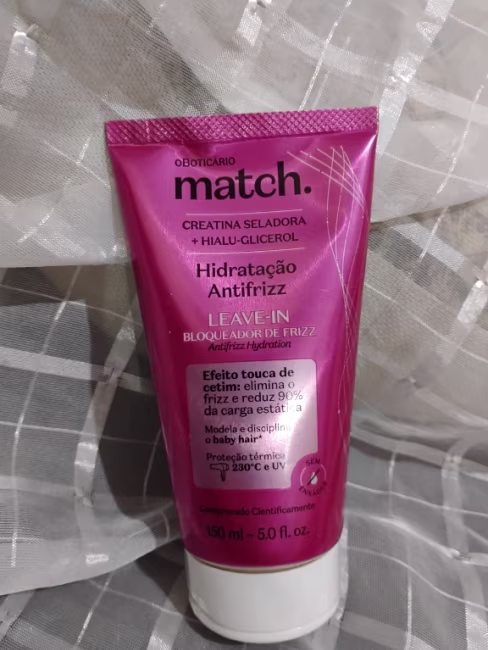 oBOTICÁRIO
match.
CREATINA SELADORA
+ HIALU-GLICEROL
Hidratação
Antifrizz
LEAVE-IN
BLOQUEADOR DE FRIZZ
Antifrizz Hydration
Efeito touca de
cetim: elimina o
frizz e reduz 90%
da carga estática
Modela e disciplina
o baby hair*
Proteção térmica
230°C e UV
SEM
ENXÁGUE
Comprovado Cientificamente
150 ml - 5.0 fl. oz.